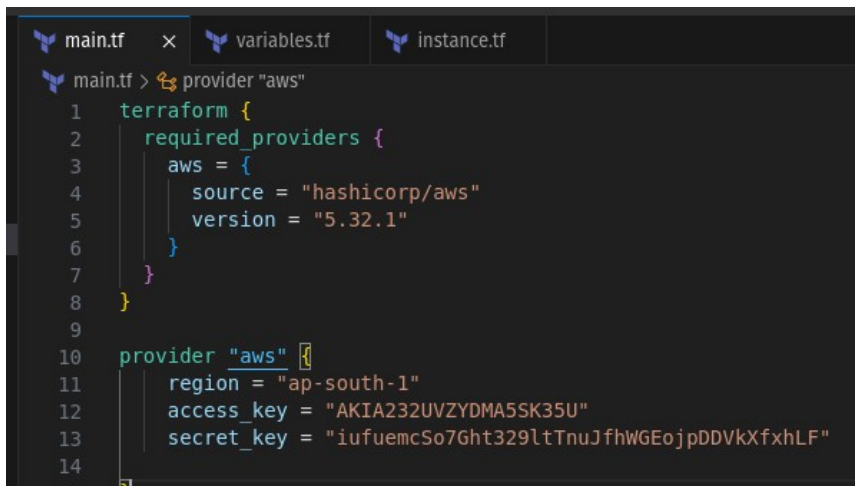 main.tf × variables.tf instance.tf
main.tf > provider "aws"
1 terraform {
2 required_providers {
3 aws = {
4 source = "hashicorp/aws"
5 version = "5.32.1"
6 }
7 }
8 }
9
10 provider "aws" {
11 region = "ap-south-1"
12 access_key = "AKIA232UVZYDMA5SK35U"
13 secret_key = "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"
14
}